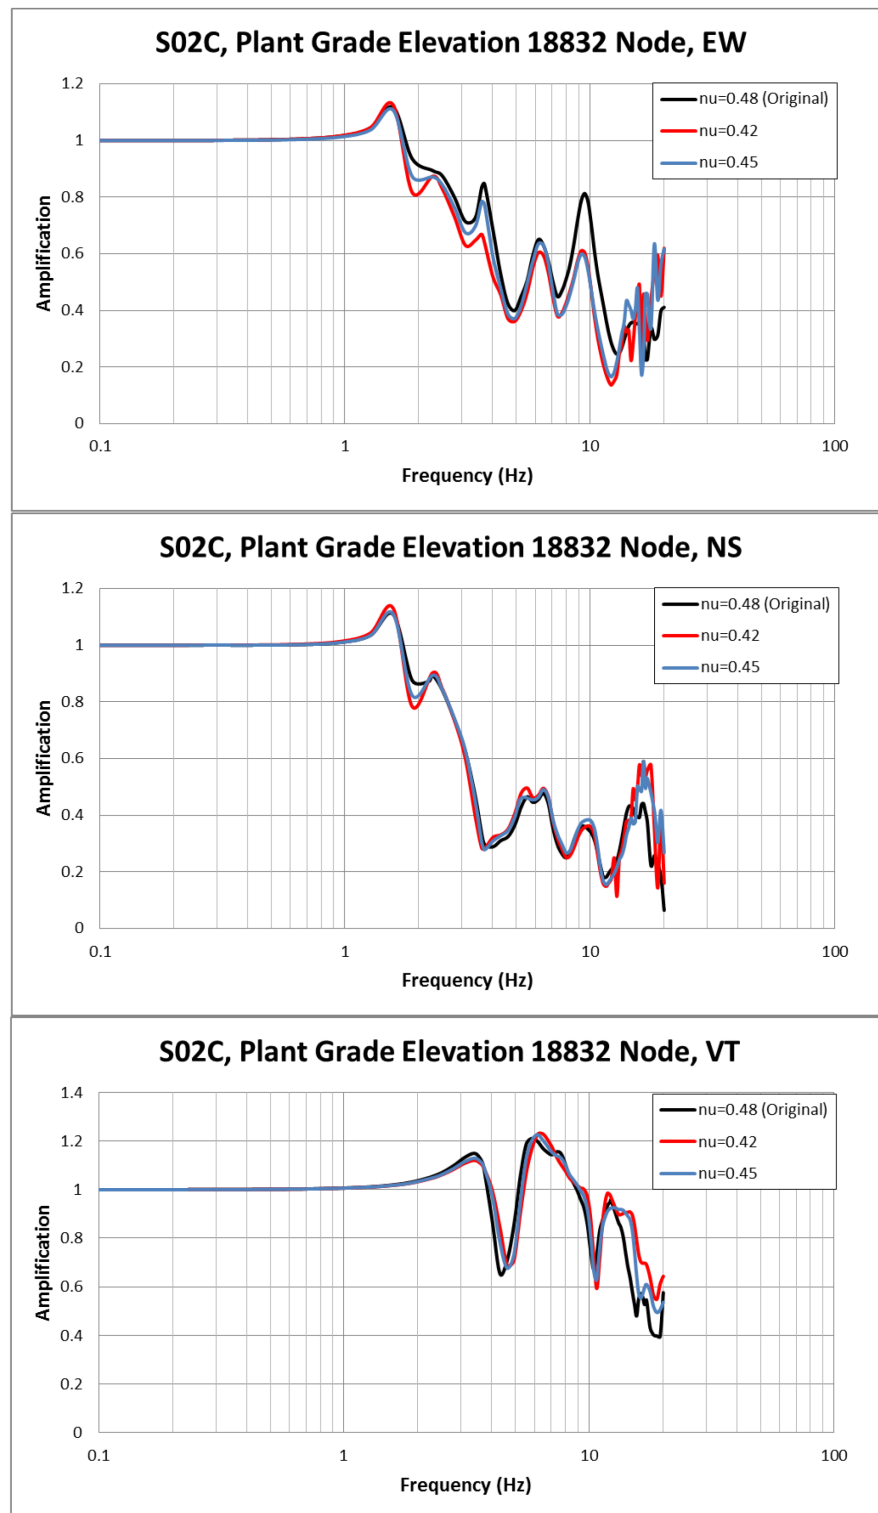 S02C, Plant Grade Elevation 18832 Node, EW
1.2
1
0.8
0.6
0.4
0.2
0
Amplification
nu=0.48 (Original)
nu=0.42
nu=0.45
0.1
1
10
100
Frequency (Hz)
S02C, Plant Grade Elevation 18832 Node, NS
1.2
1
0.8
0.6
0.4
0.2
0
Amplification
nu=0.48 (Original)
nu=0.42
nu=0.45
0.1
1
10
100
Frequency (Hz)
S02C, Plant Grade Elevation 18832 Node, VT
1.4
1.2
1
0.8
0.6
0.4
0.2
0
Amplification
nu=0.48 (Original)
nu=0.42
nu=0.45
0.1
1
10
100
Frequency (Hz)